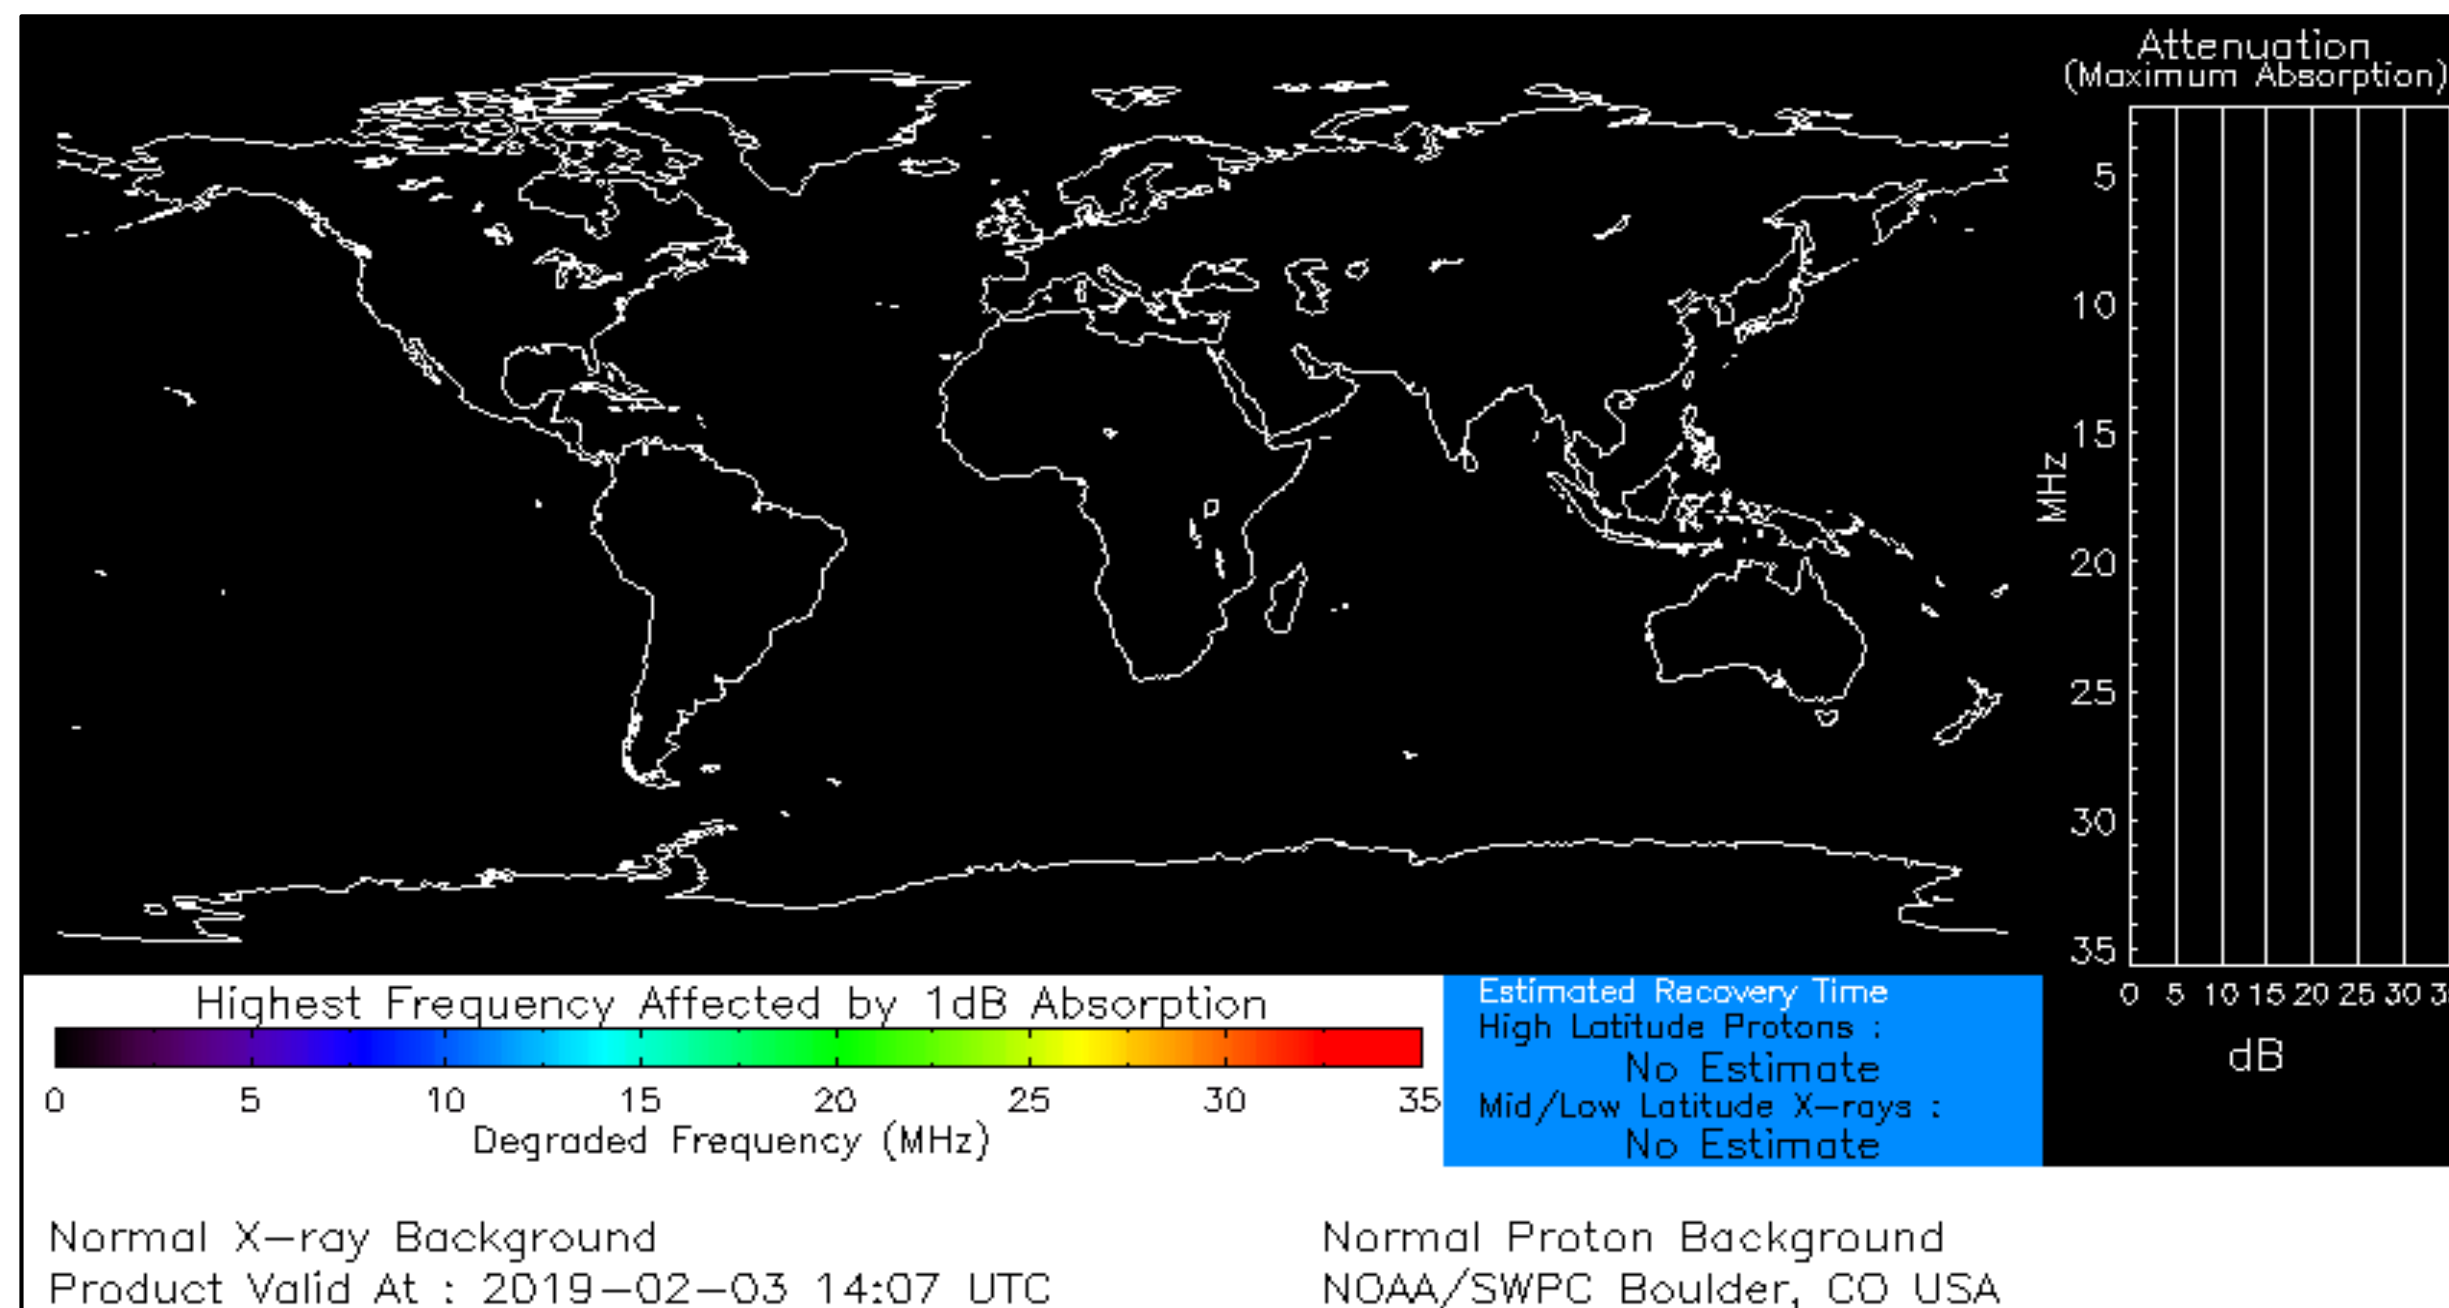 Attenuation
(Maximum Absorption)
5
10
15
20
25
30
35
MHz
0 5 10 15 20 25 30
dB
Highest Frequency Affected by 1dB Absorption
0 5 10 15 20 25 30 35
Degraded Frequency (MHz)
Estimated Recovery Time
High Latitude Protons :
No Estimate
Mid/Low Latitude X-rays :
No Estimate
Normal X-ray Background
Normal Proton Background
Product Valid At : 2019-02-03 14:07 UTC
NOAA/SWPC Boulder, CO USA